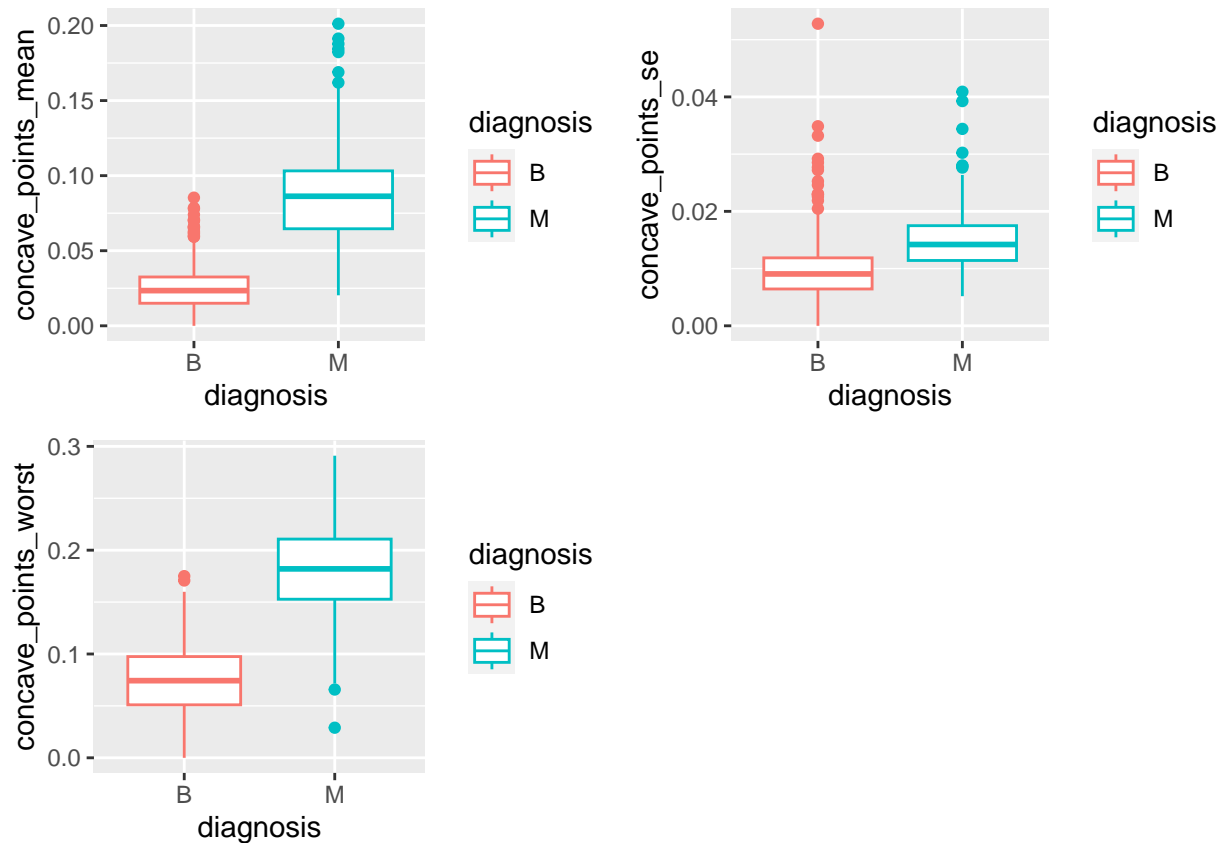 concave_points_mean
0.20
0.15
0.10
0.05
0.00
B M
diagnosis
diagnosis
B
M
concave_points_se
0.04
0.02
0.00
B M
diagnosis
diagnosis
B
M
concave_points_worst
0.3
0.2
0.1
0.0
B M
diagnosis
diagnosis
B
M